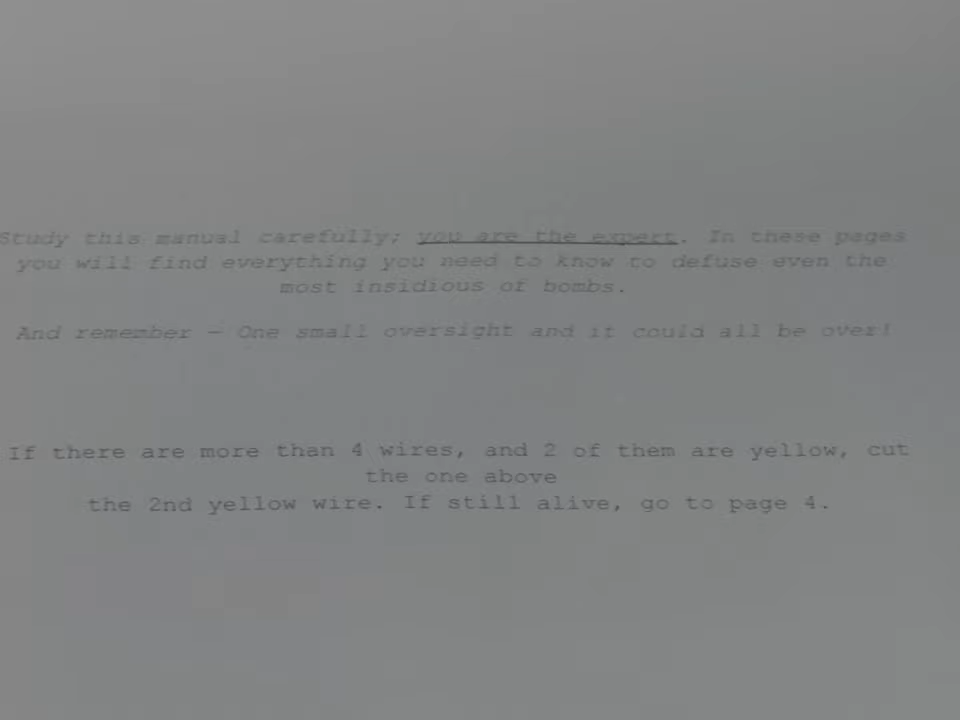 Study this manual carefully; you are the expert. In these pages
you will find everything you need to know to defuse even the
most insidious of bombs.
And remember – One small oversight and it could all be over!
If there are more than 4 wires, and 2 of them are yellow, cut
the one above
the 2nd yellow wire. If still alive, go to page 4.